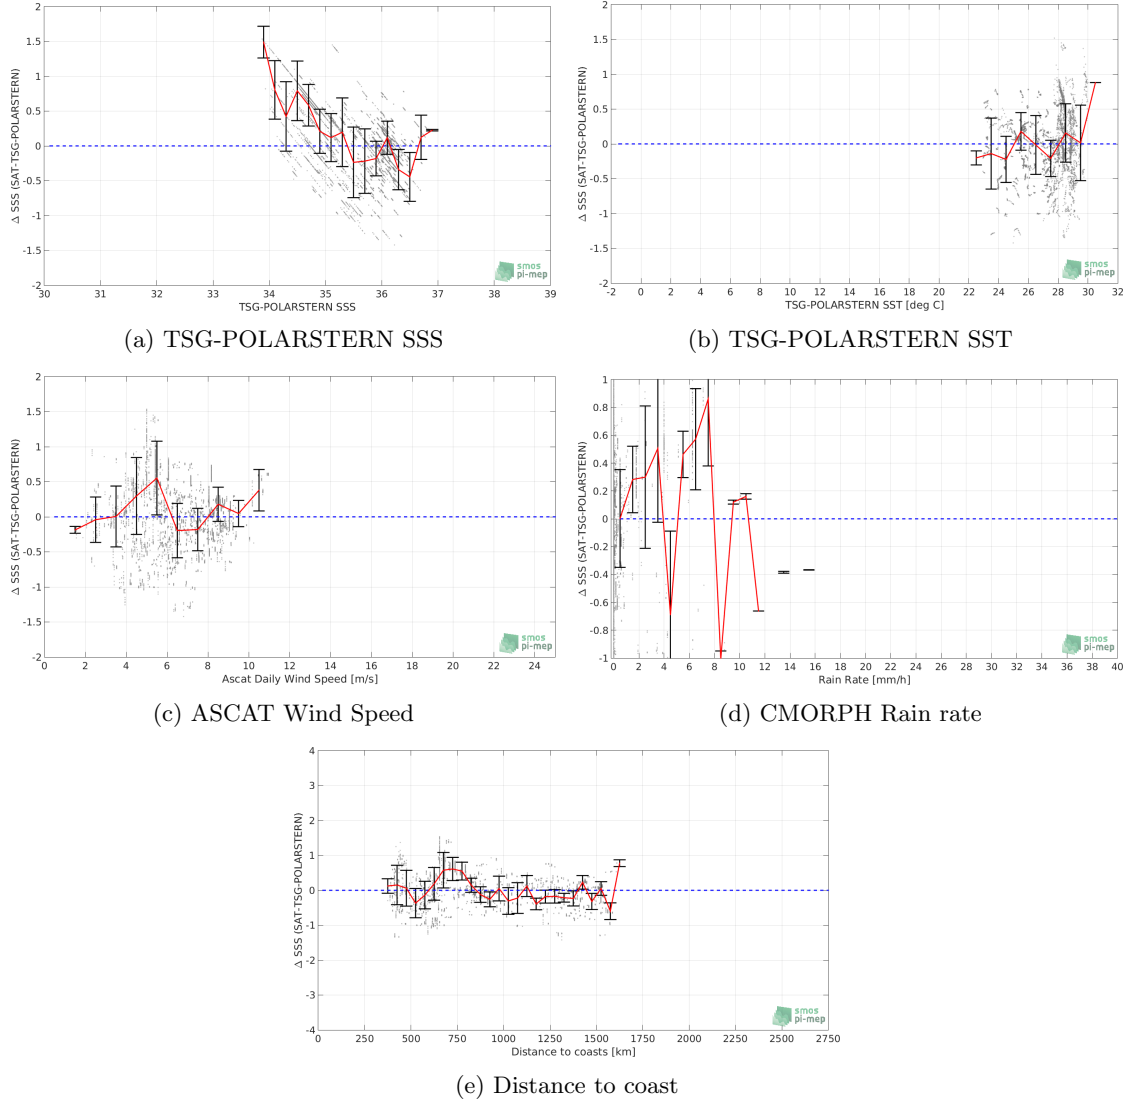 2
1.5
1
0.5
0
-0.5
-1
-1.5
-2
Δ SSS (SAT-TSG-POLARSTERN)
30 31 32 33 34 35 36 37 38 39
TSG-POLARSTERN SSS
smos
pi-mep
(a) TSG-POLARSTERN SSS
2
1.5
1
0.5
0
-0.5
-1
-1.5
-2
Δ SSS (SAT-TSG-POLARSTERN)
-2 0 2 4 6 8 10 12 14 16 18 20 22 24 26 28 30 32
TSG-POLARSTERN SST [deg C]
smos
pi-mep
(b) TSG-POLARSTERN SST
2
1.5
1
0.5
0
-0.5
-1
-1.5
-2
Δ SSS (SAT-TSG-POLARSTERN)
0 2 4 6 8 10 12 14 16 18 20 22 24
Ascat Daily Wind Speed [m/s]
smos
pi-mep
(c) ASCAT Wind Speed
1
0.8
0.6
0.4
0.2
0
-0.2
-0.4
-0.6
-0.8
-1
Δ SSS (SAT-TSG-POLARSTERN)
0 2 4 6 8 10 12 14 16 18 20 22 24 26 28 30 32 34 36 38 40
Rain Rate [mm/h]
smos
pi-mep
(d) CMORPH Rain rate
4
3
2
1
0
-1
-2
-3
-4
Δ SSS (SAT-TSG-POLARSTERN)
0 250 500 750 1000 1250 1500 1750 2000 2250 2500 2750
Distance to coasts [km]
smos
pi-mep
(e) Distance to coast